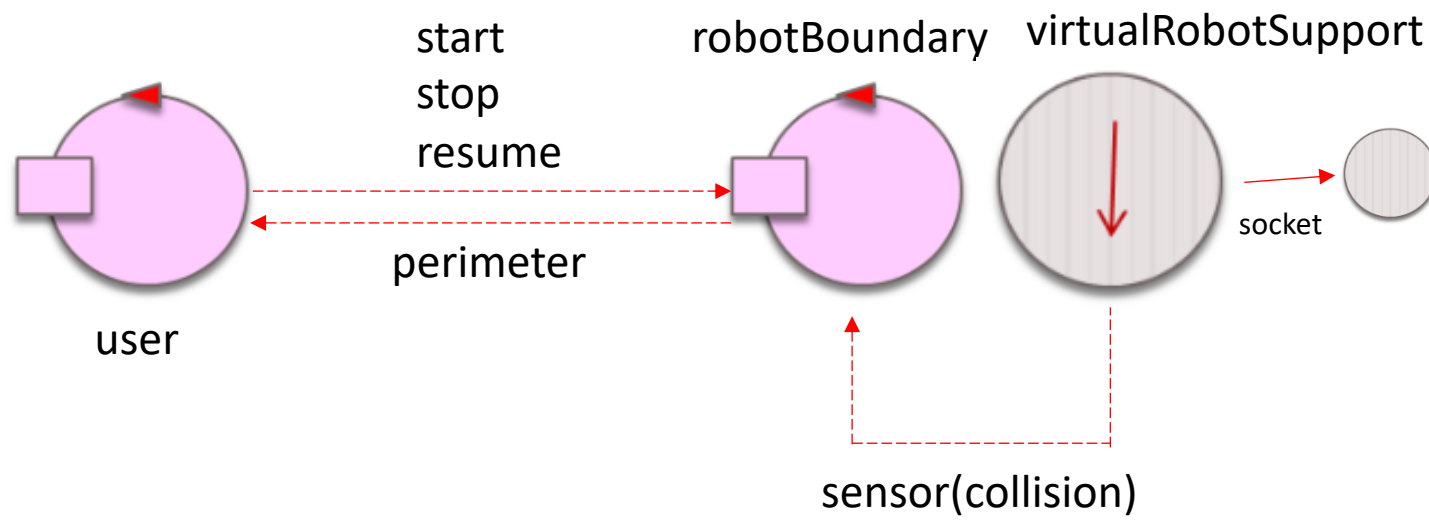 start
stop
resume
robotBoundary
virtualRobotSupport
socket
perimeter
user
sensor(collision)